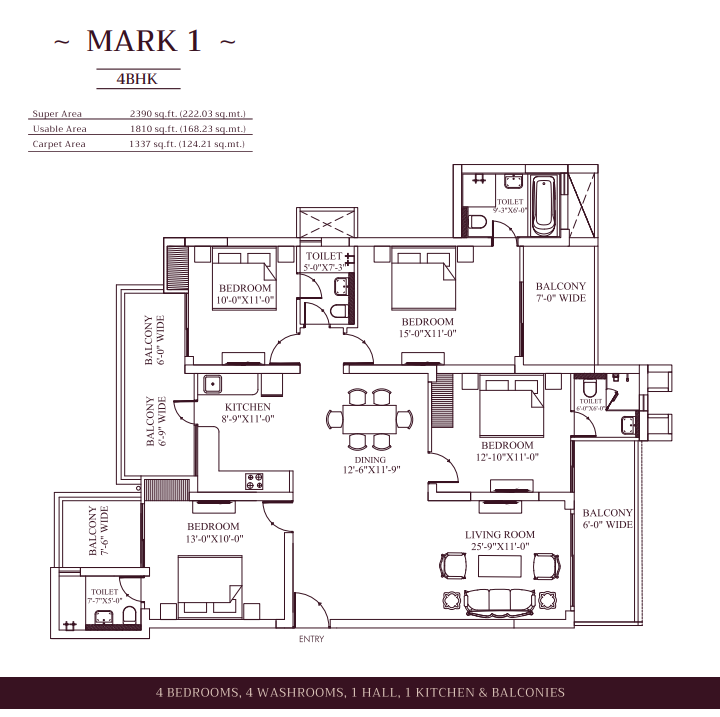 ~ MARK 1 ~
4BHK
Super Area 2390 sq.ft. (222.03 sq.mt.)
Usable Area 1810 sq.ft. (168.23 sq.mt.)
Carpet Area 1337 sq.ft. (124.21 sq.mt.)
TOILET
9'-3"X6'-0"
TOILET
5'-0"X7'-3"
BEDROOM
10'-0"X11'-0"
BALCONY
7'-0" WIDE
BEDROOM
15'-0"X11'-0"
BALCONY
6'-0" WIDE
BALCONY
6'-9" WIDE
KITCHEN
8'-9"X11'-0"
TOILET
6'-0"X6'-0"
BEDROOM
12'-10"X11'-0"
DINING
12'-6"X11'-9"
BALCONY
7'-6" WIDE
BEDROOM
13'-0"X10'-0"
BALCONY
6'-0" WIDE
LIVING ROOM
25'-9"X11'-0"
TOILET
7'-7"X5'-0"
ENTRY
4 BEDROOMS, 4 WASHROOMS, 1 HALL, 1 KITCHEN & BALCONIES